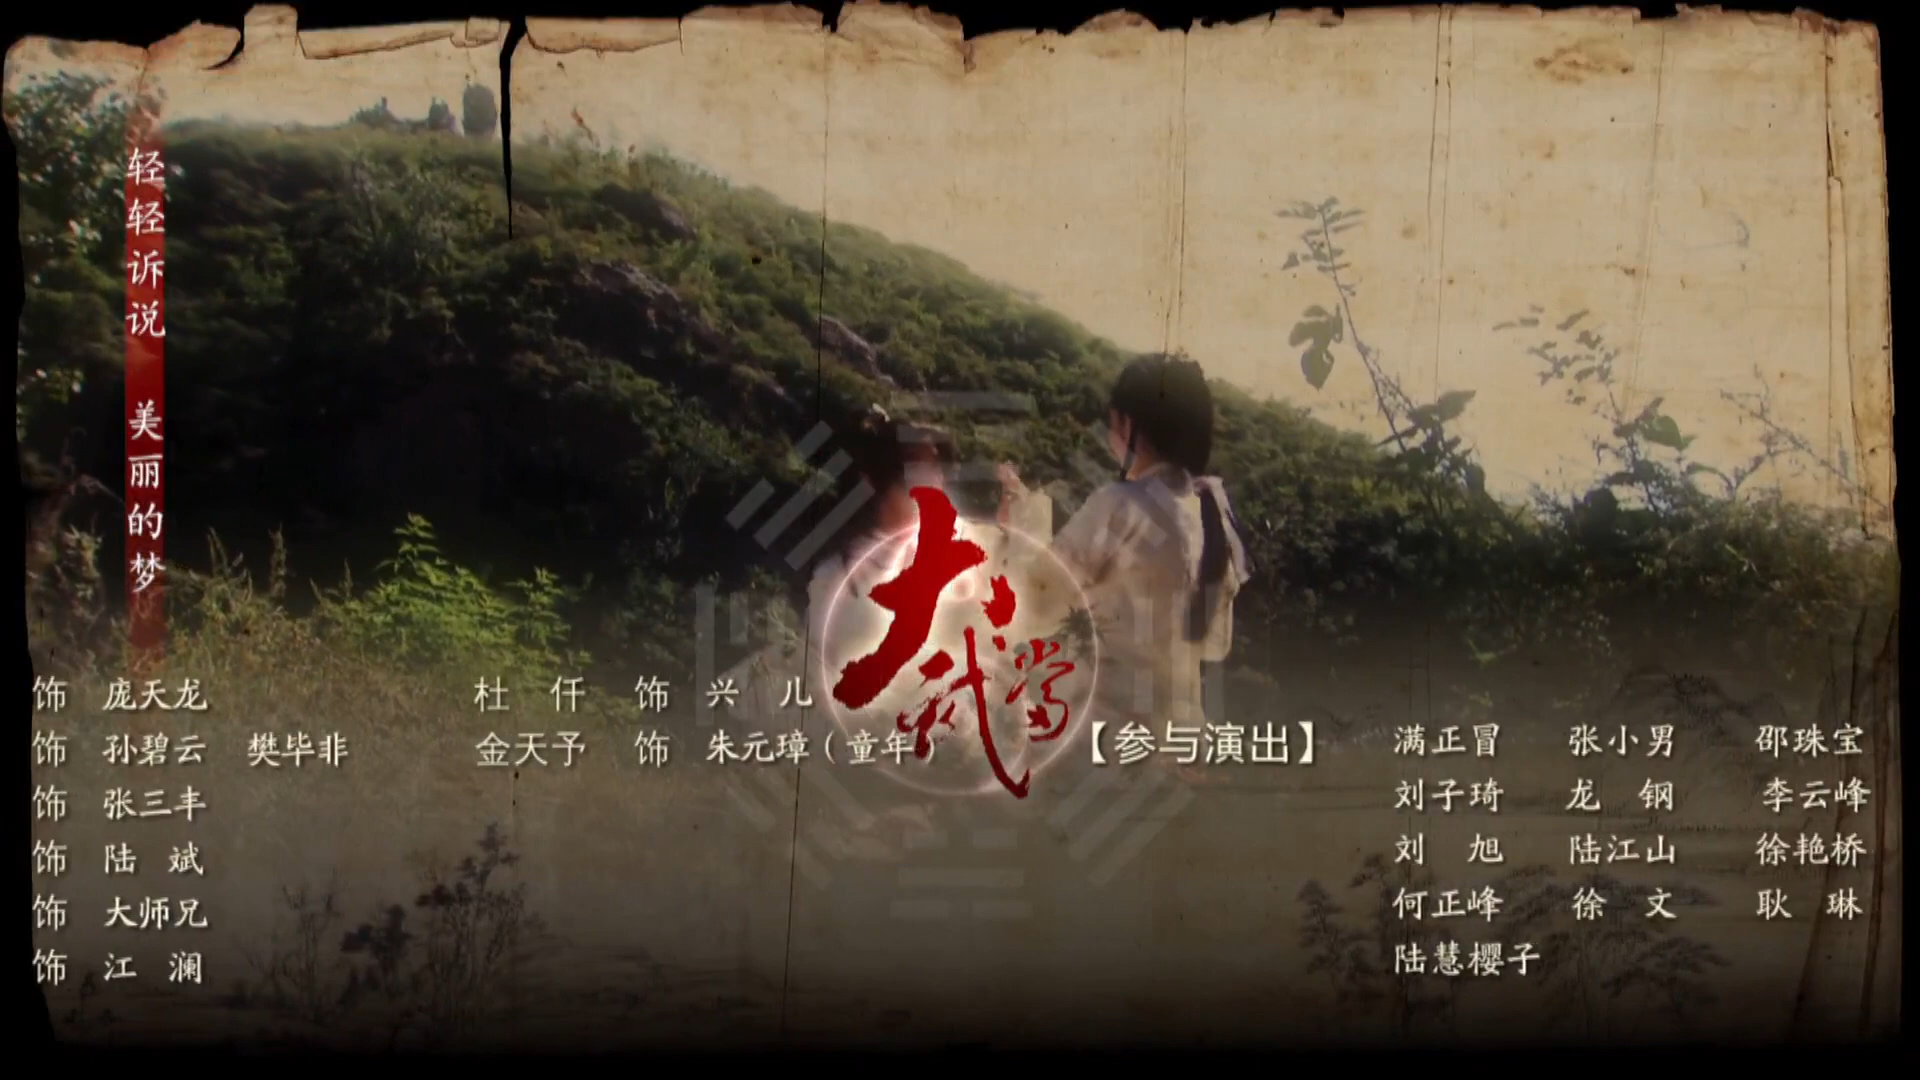 轻轻诉说 美丽的梦
饰 庞天龙
饰 孙碧云 樊毕非
饰 张三丰
饰 陆 斌
饰 大师兄
饰 江 澜
杜 仟 饰 兴 儿
金天予 饰 朱元璋（童年）
大武当
【参与演出】
满正冒 张小男 邵珠宝
刘子琦 龙 钢 李云峰
刘 旭 陆江山 徐艳桥
何正峰 徐 文 耿 琳
陆慧樱子